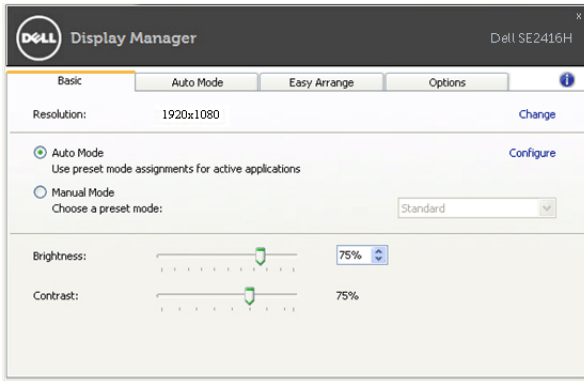 x
DELL Display Manager Dell SE2416H
Basic Auto Mode Easy Arrange Options i
Resolution: 1920x1080 Change
Auto Mode Configure
Use preset mode assignments for active applications
Manual Mode
Choose a preset mode: Standard
Brightness: 75%
Contrast: 75%